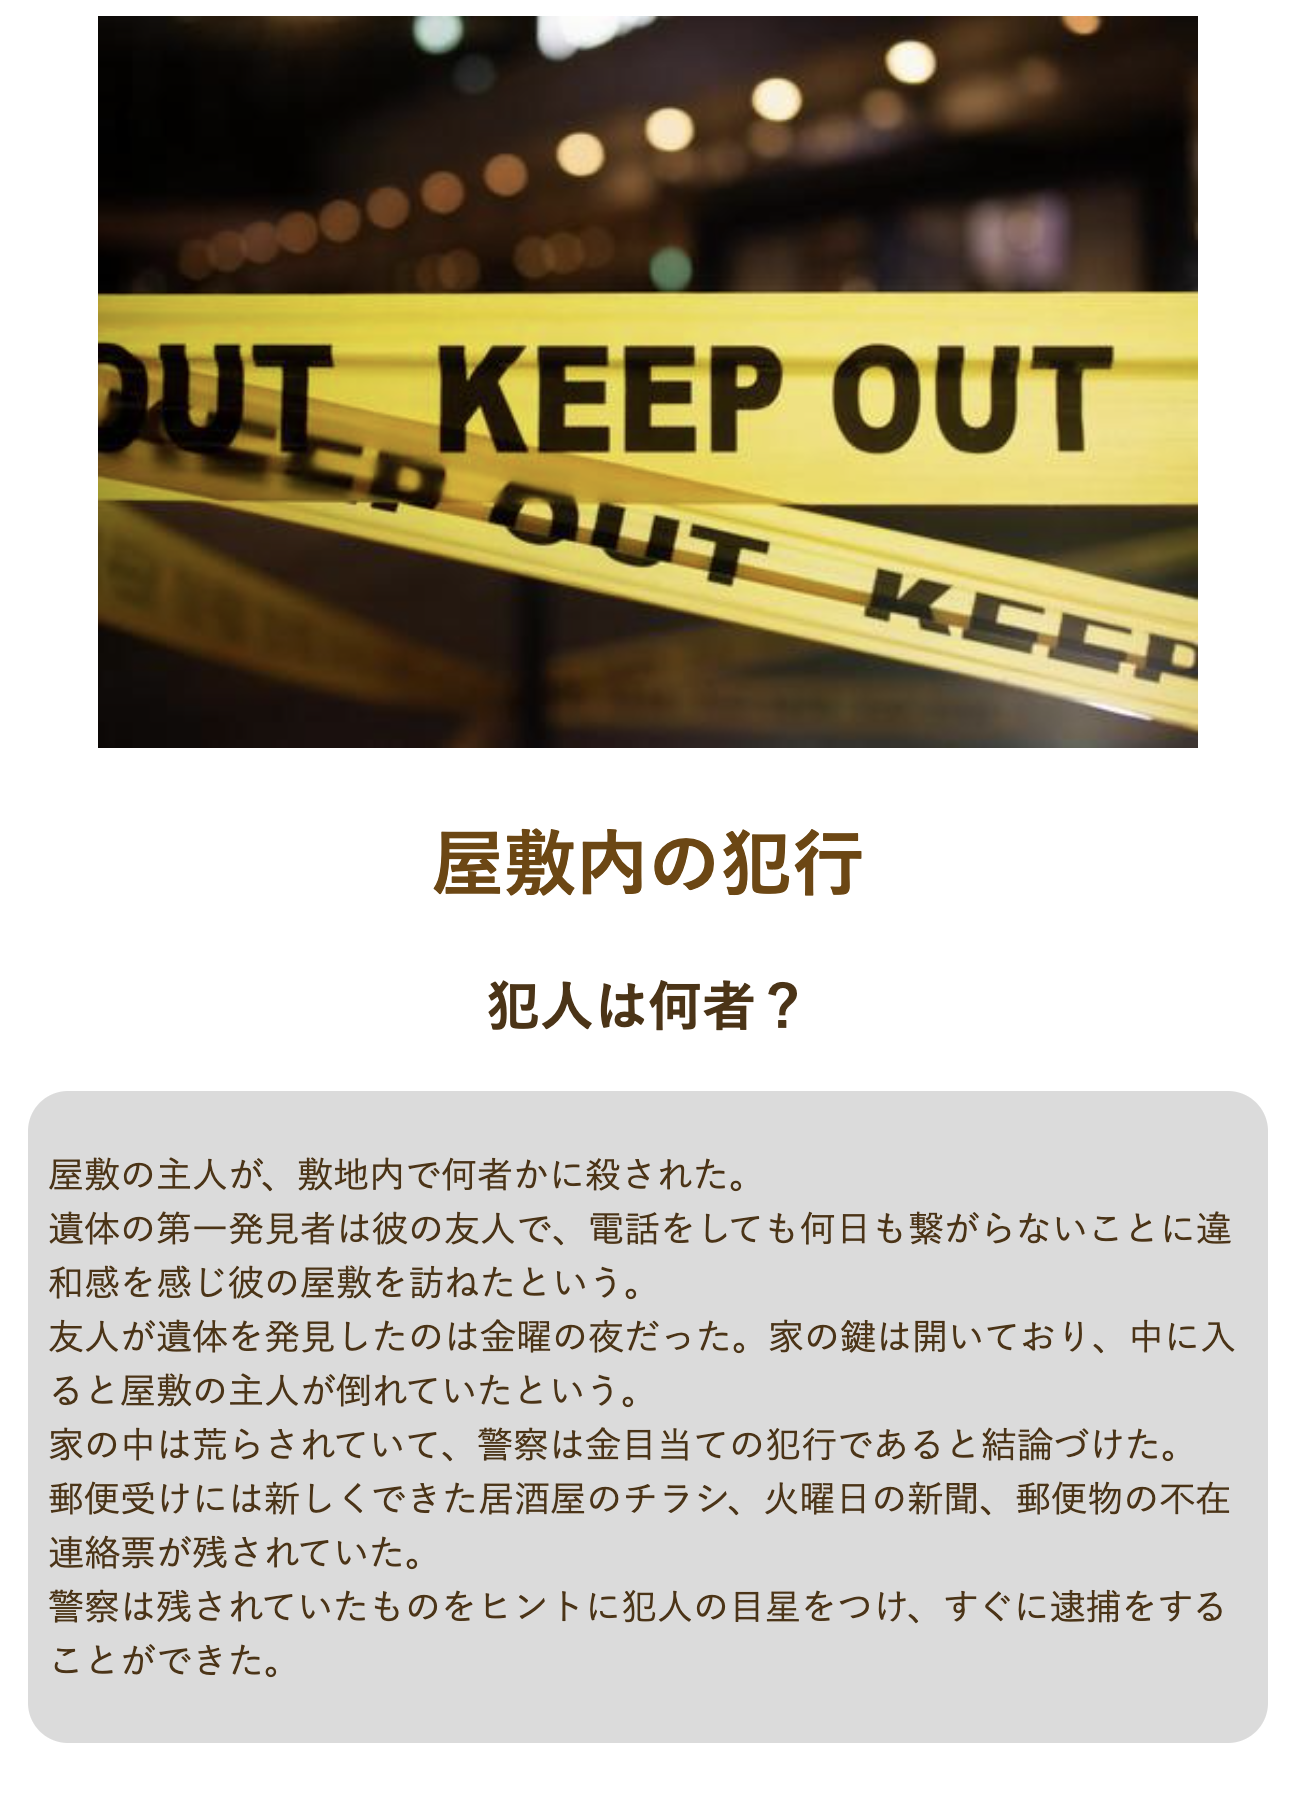 OUT KEEP OUT
KEEP OUT KEEP
屋敷内の犯行
犯人は何者？
屋敷の主人が、敷地内で何者かに殺された。
遺体の第一発見者は彼の友人で、電話をしても何日も繋がらないことに違
和感を感じ彼の屋敷を訪ねたという。
友人が遺体を発見したのは金曜の夜だった。家の鍵は開いており、中に入
ると屋敷の主人が倒れていたという。
家の中は荒らされていて、警察は金目当ての犯行であると結論づけた。
郵便受けには新しくできた居酒屋のチラシ、火曜日の新聞、郵便物の不在
連絡票が残されていた。
警察は残されていたものをヒントに犯人の目星をつけ、すぐに逮捕をする
ことができた。